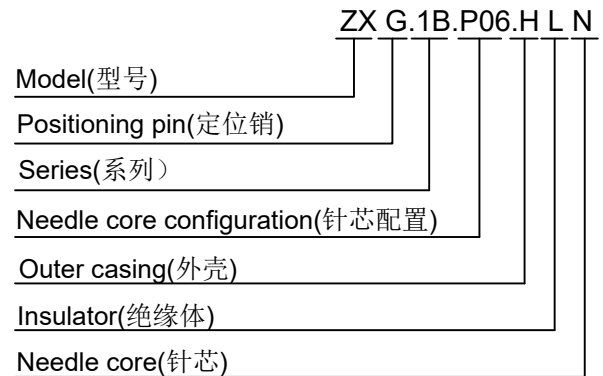 ZX G.1B.P06.H L N
Model(型号)
Positioning pin(定位销)
Series(系列）
Needle core configuration(针芯配置)
Outer casing(外壳)
Insulator(绝缘体)
Needle core(针芯)